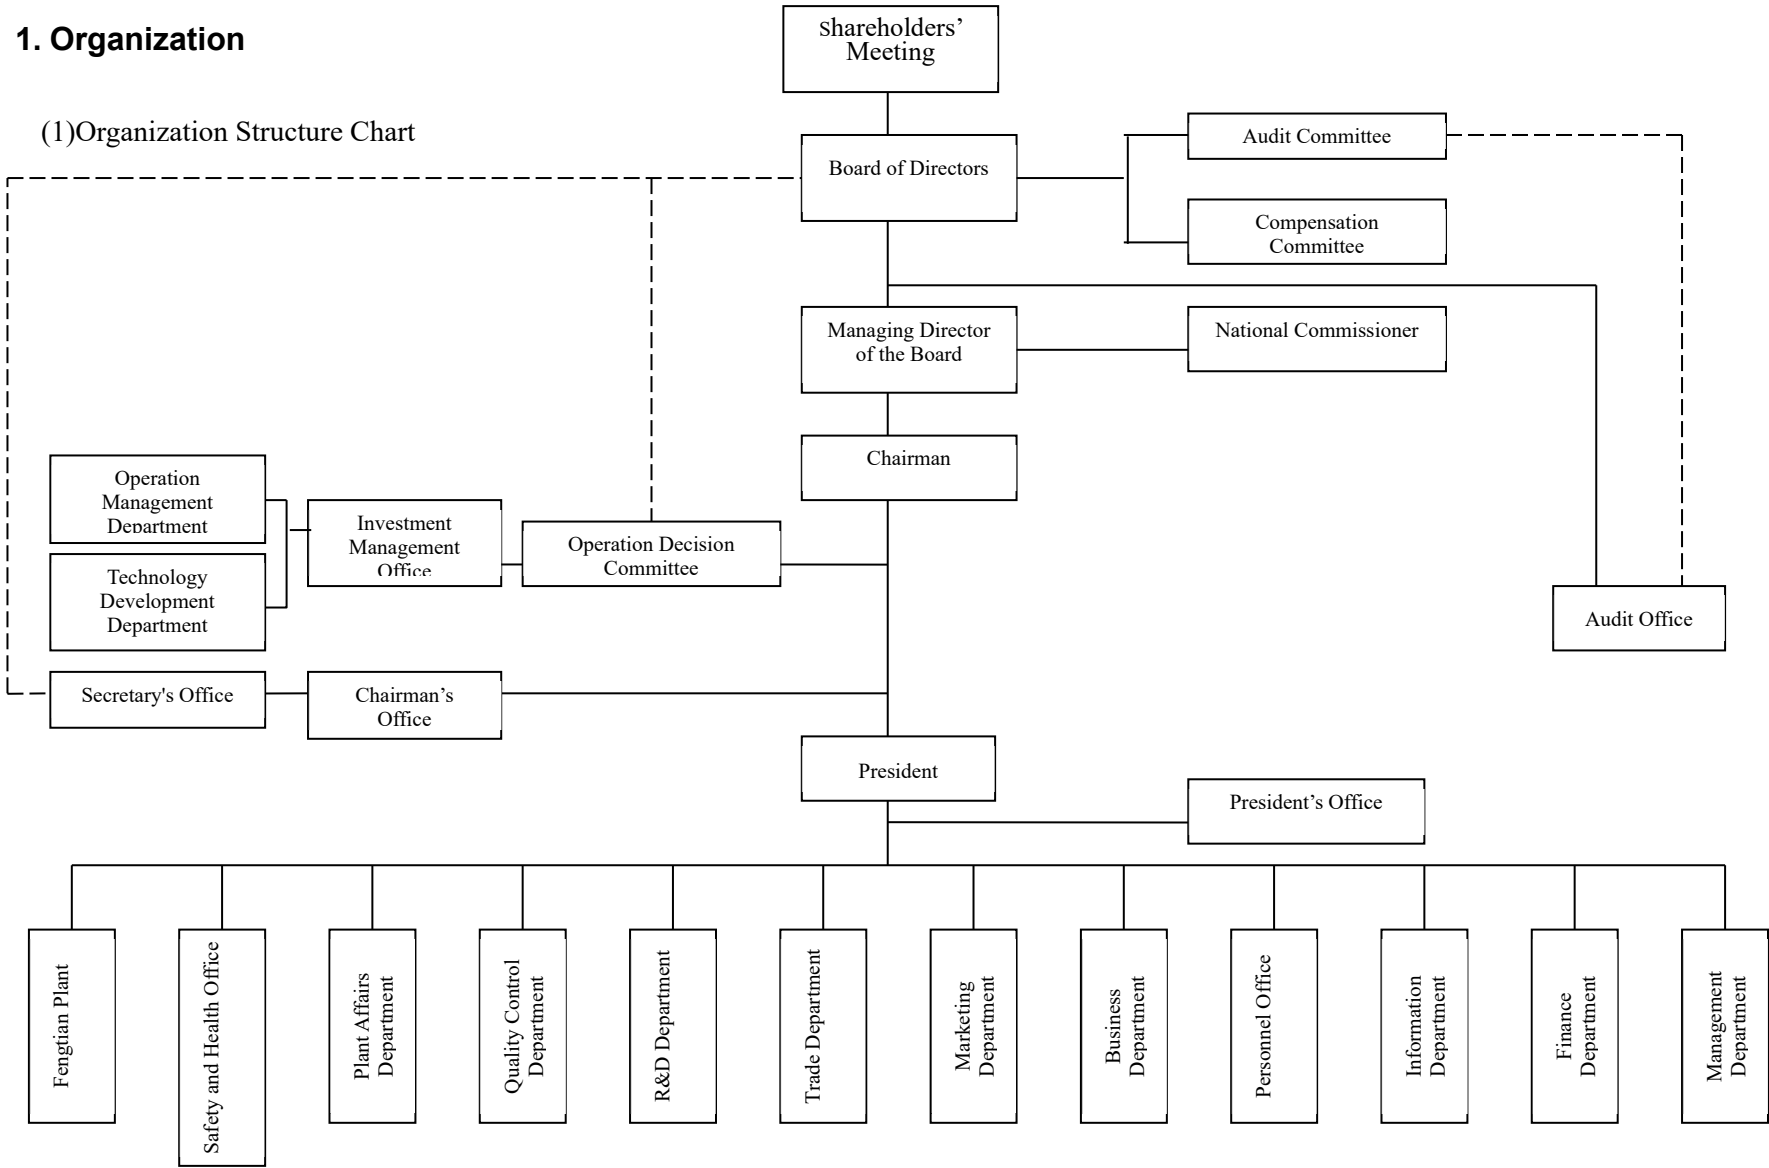 1. Organization
Shareholders’
Meeting
(1)Organization Structure Chart
Board of Directors
Audit Committee
Compensation
Committee
Managing Director
of the Board
National Commissioner
Chairman
Operation
Management
Department
Investment
Management
Office
Operation Decision
Committee
Technology
Development
Department
Audit Office
Secretary's Office
Chairman’s
Office
President
President’s Office
Fengtian Plant
Safety and Health Office
Plant Affairs
Department
Quality Control
Department
R&D Department
Trade Department
Marketing
Department
Business
Department
Personnel Office
Information
Department
Finance
Department
Management
Department